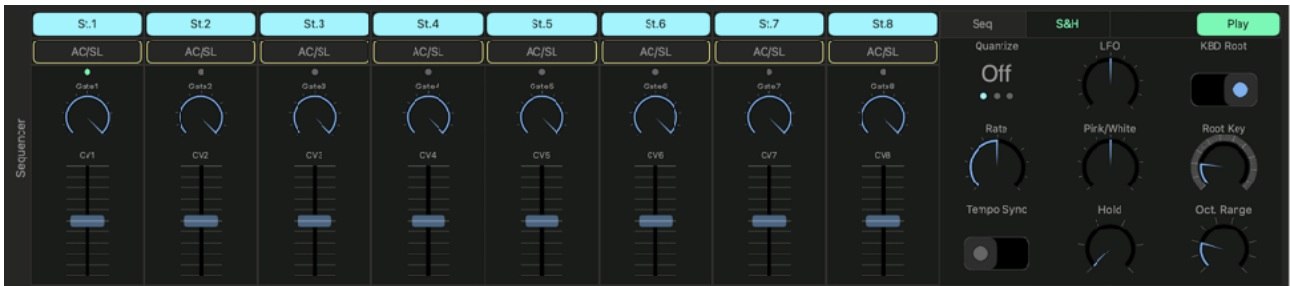 St.1 St.2 St.3 St.4 St.5 St.6 St.7 St.8 Seq S&H Play
AC/SL AC/SL AC/SL AC/SL AC/SL AC/SL AC/SL AC/SL Quantize LFO KBD Root
Off
Gate1 Gate2 Gate3 Gate4 Gate5 Gate6 Gate7 Gate8
Sequencer
Rate Pink/White Root Key
CV1 CV2 CV3 CV4 CV5 CV6 CV7 CV8
Tempo Sync Hold Oct. Range